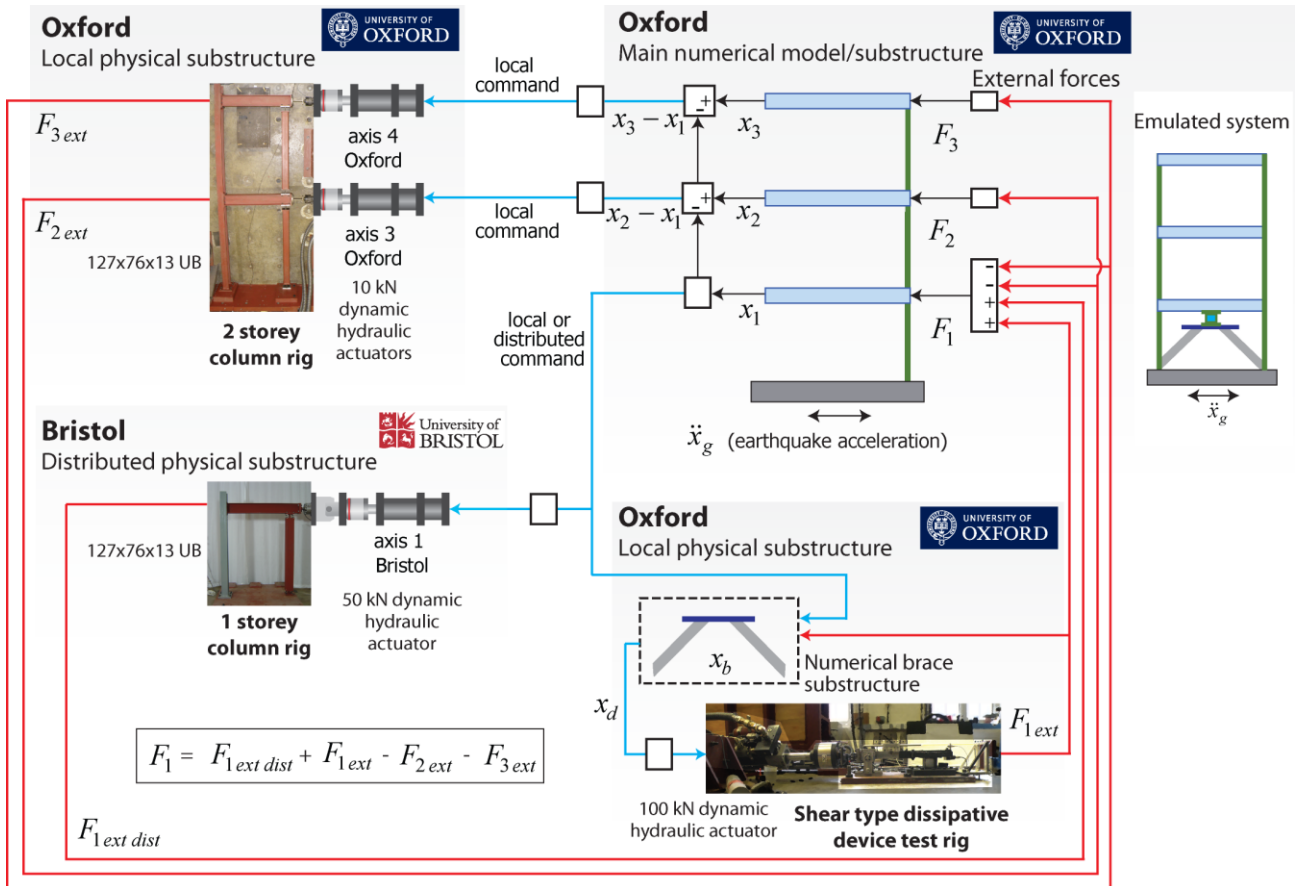 Oxford
Local physical substructure
UNIVERSITY OF
OXFORD
F3 ext
F2 ext
127x76x13 UB
2 storey
column rig
axis 4
Oxford
axis 3
Oxford
10 kN
dynamic
hydraulic
actuators
local
command
local
command
local or
distributed
command
Oxford
Main numerical model/substructure
UNIVERSITY OF
OXFORD
External forces
x3 − x1
+
-
x3
F3
x2 − x1
+
-
x2
F2
x1
F1
-
-
+
+
ẍg (earthquake acceleration)
Emulated system
ẍg
Bristol
Distributed physical substructure
University of
BRISTOL
127x76x13 UB
1 storey
column rig
axis 1
Bristol
50 kN dynamic
hydraulic
actuator
Oxford
Local physical substructure
UNIVERSITY OF
OXFORD
xb
Numerical brace
substructure
xd
F1 ext
100 kN dynamic
hydraulic actuator
Shear type dissipative
device test rig
F1 = F1 ext dist + F1 ext - F2 ext - F3 ext
F1 ext dist